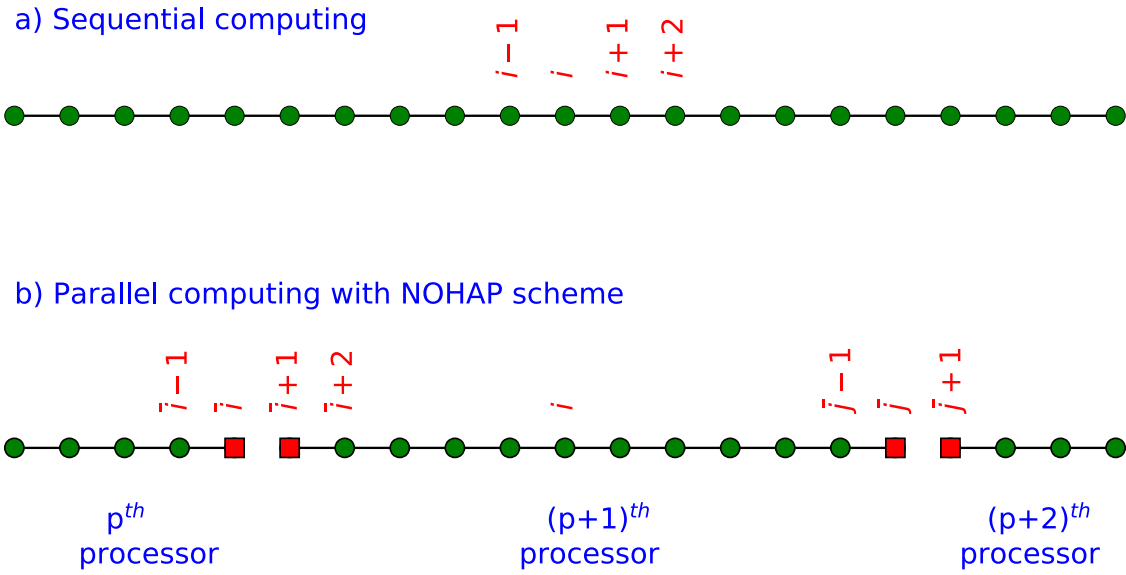 a) Sequential computing
i − 1 i i + 1 i + 2
b) Parallel computing with NOHAP scheme
i̅ − 1 i̅ i̅ + 1 i̅ + 2 i j̅ − 1 j̅ j̅ + 1
pᵗʰ (p+1)ᵗʰ (p+2)ᵗʰ
processor processor processor